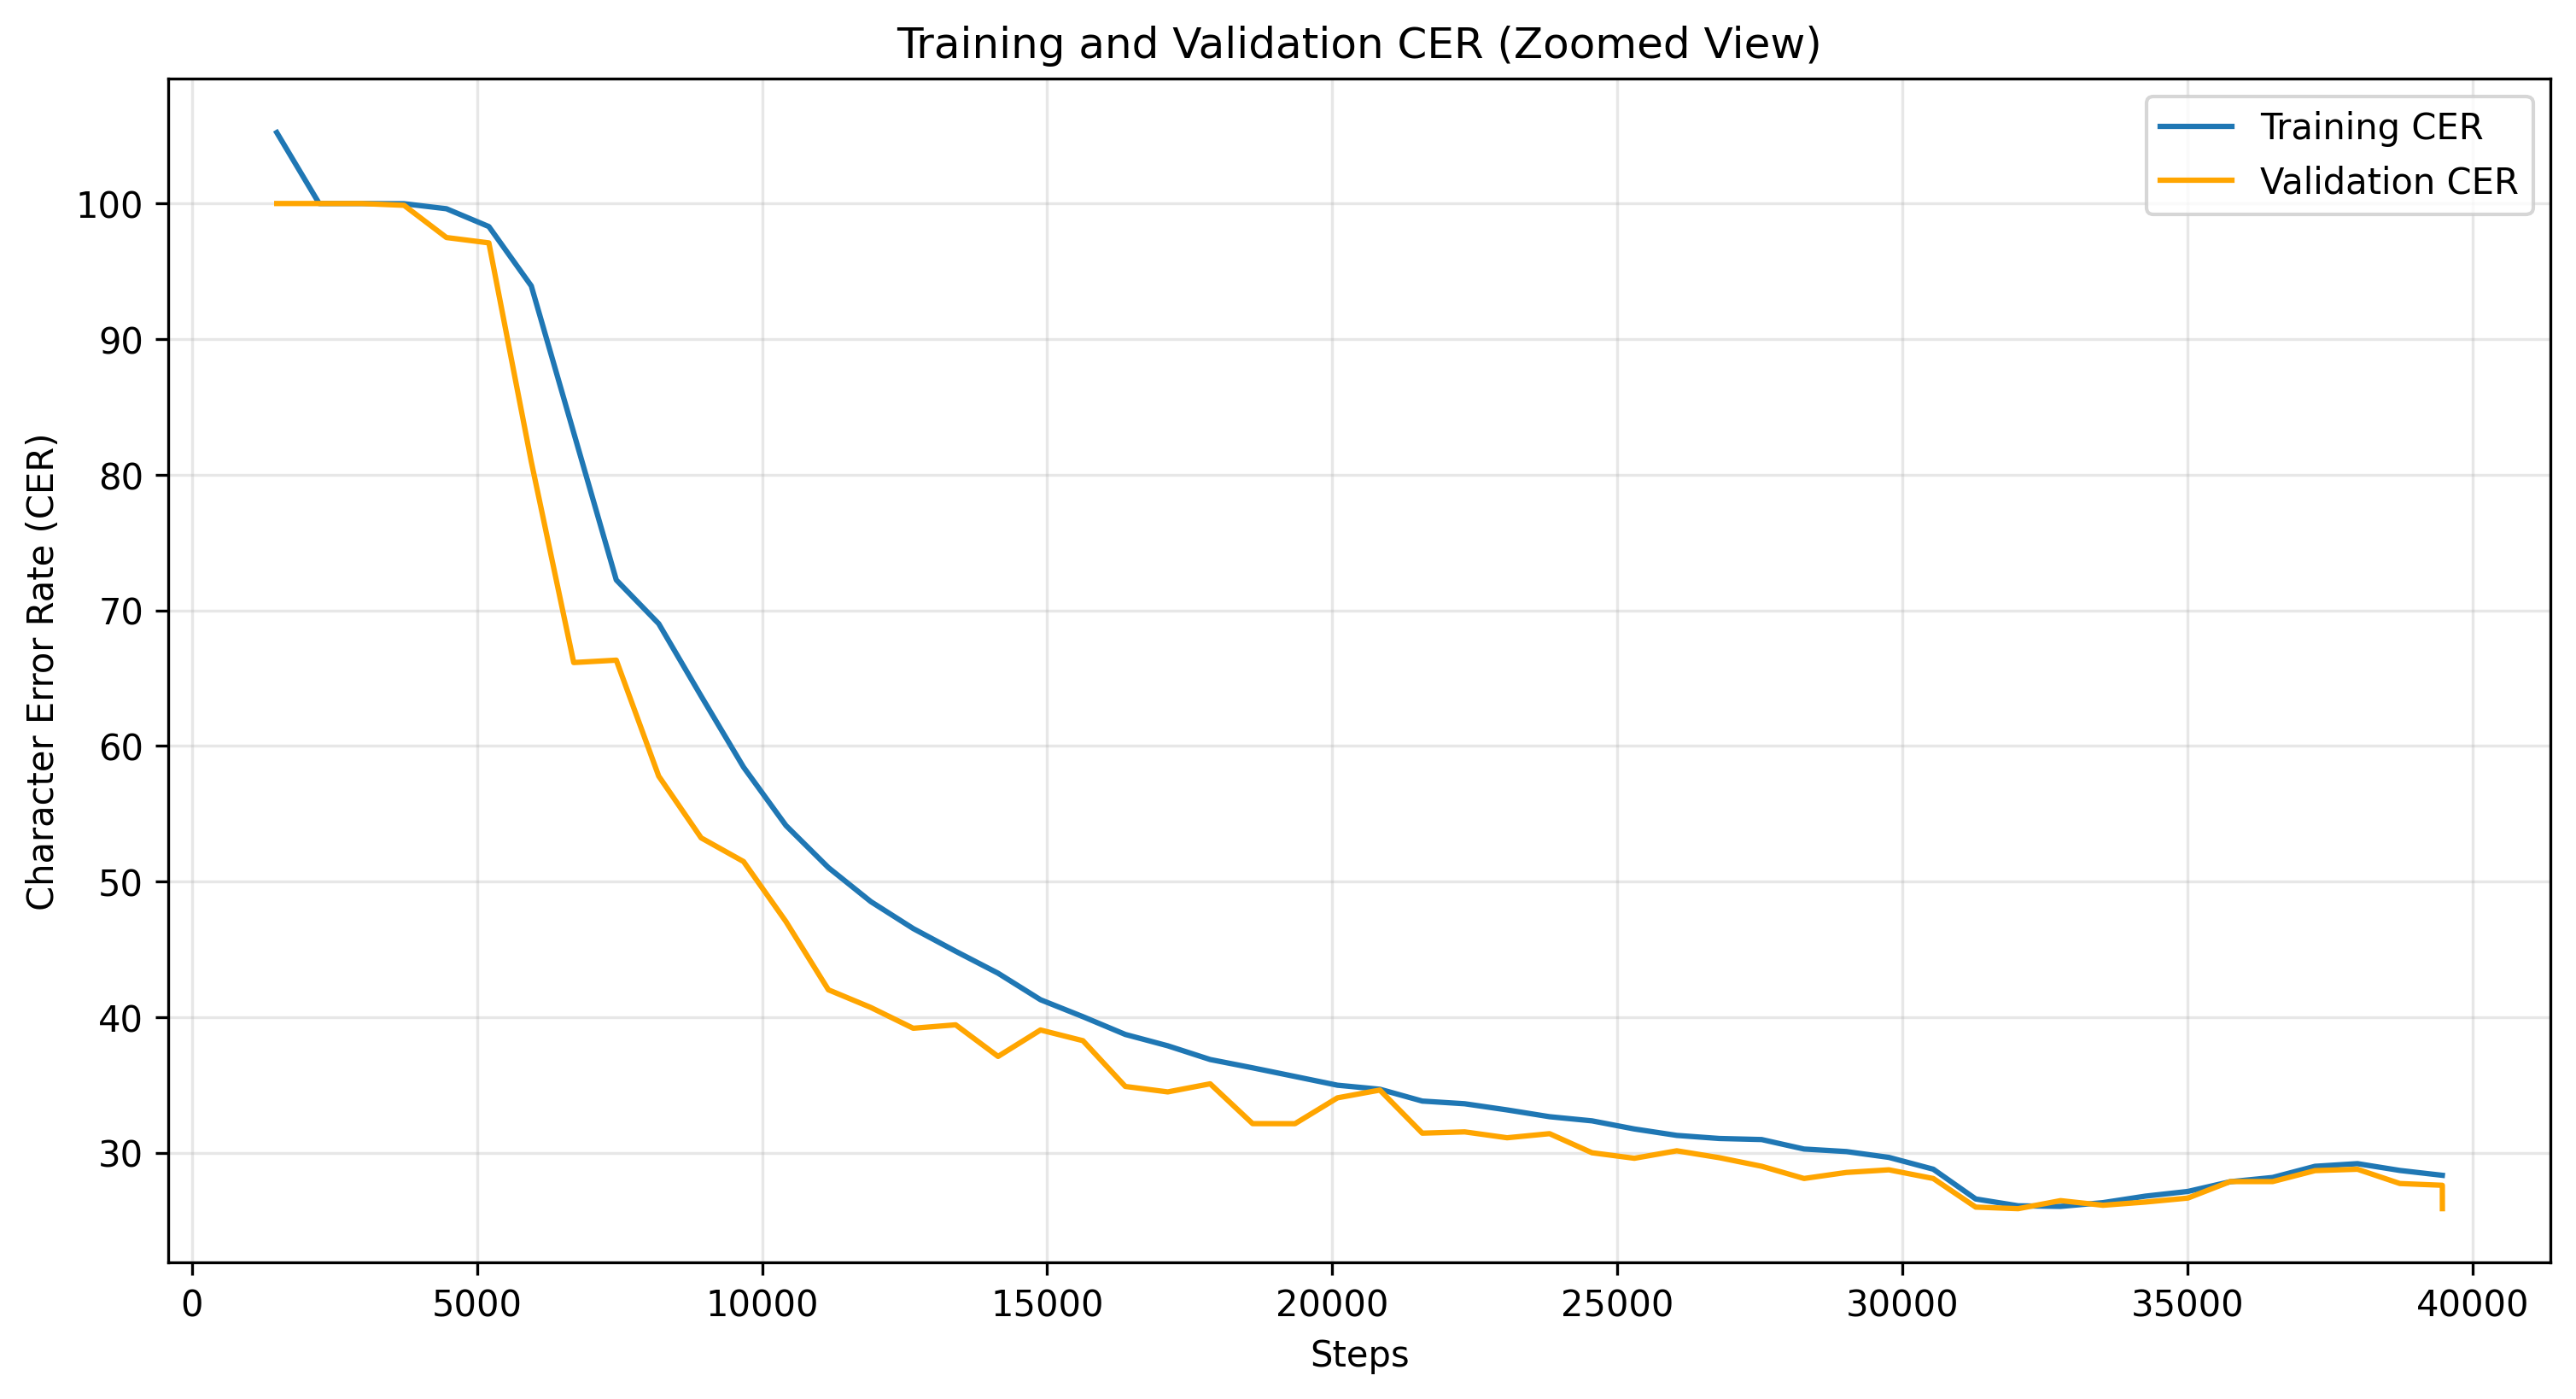 Training and Validation CER (Zoomed View)
Training CER
Validation CER
Character Error Rate (CER)
100
90
80
70
60
50
40
30
0 5000 10000 15000 20000 25000 30000 35000 40000
Steps